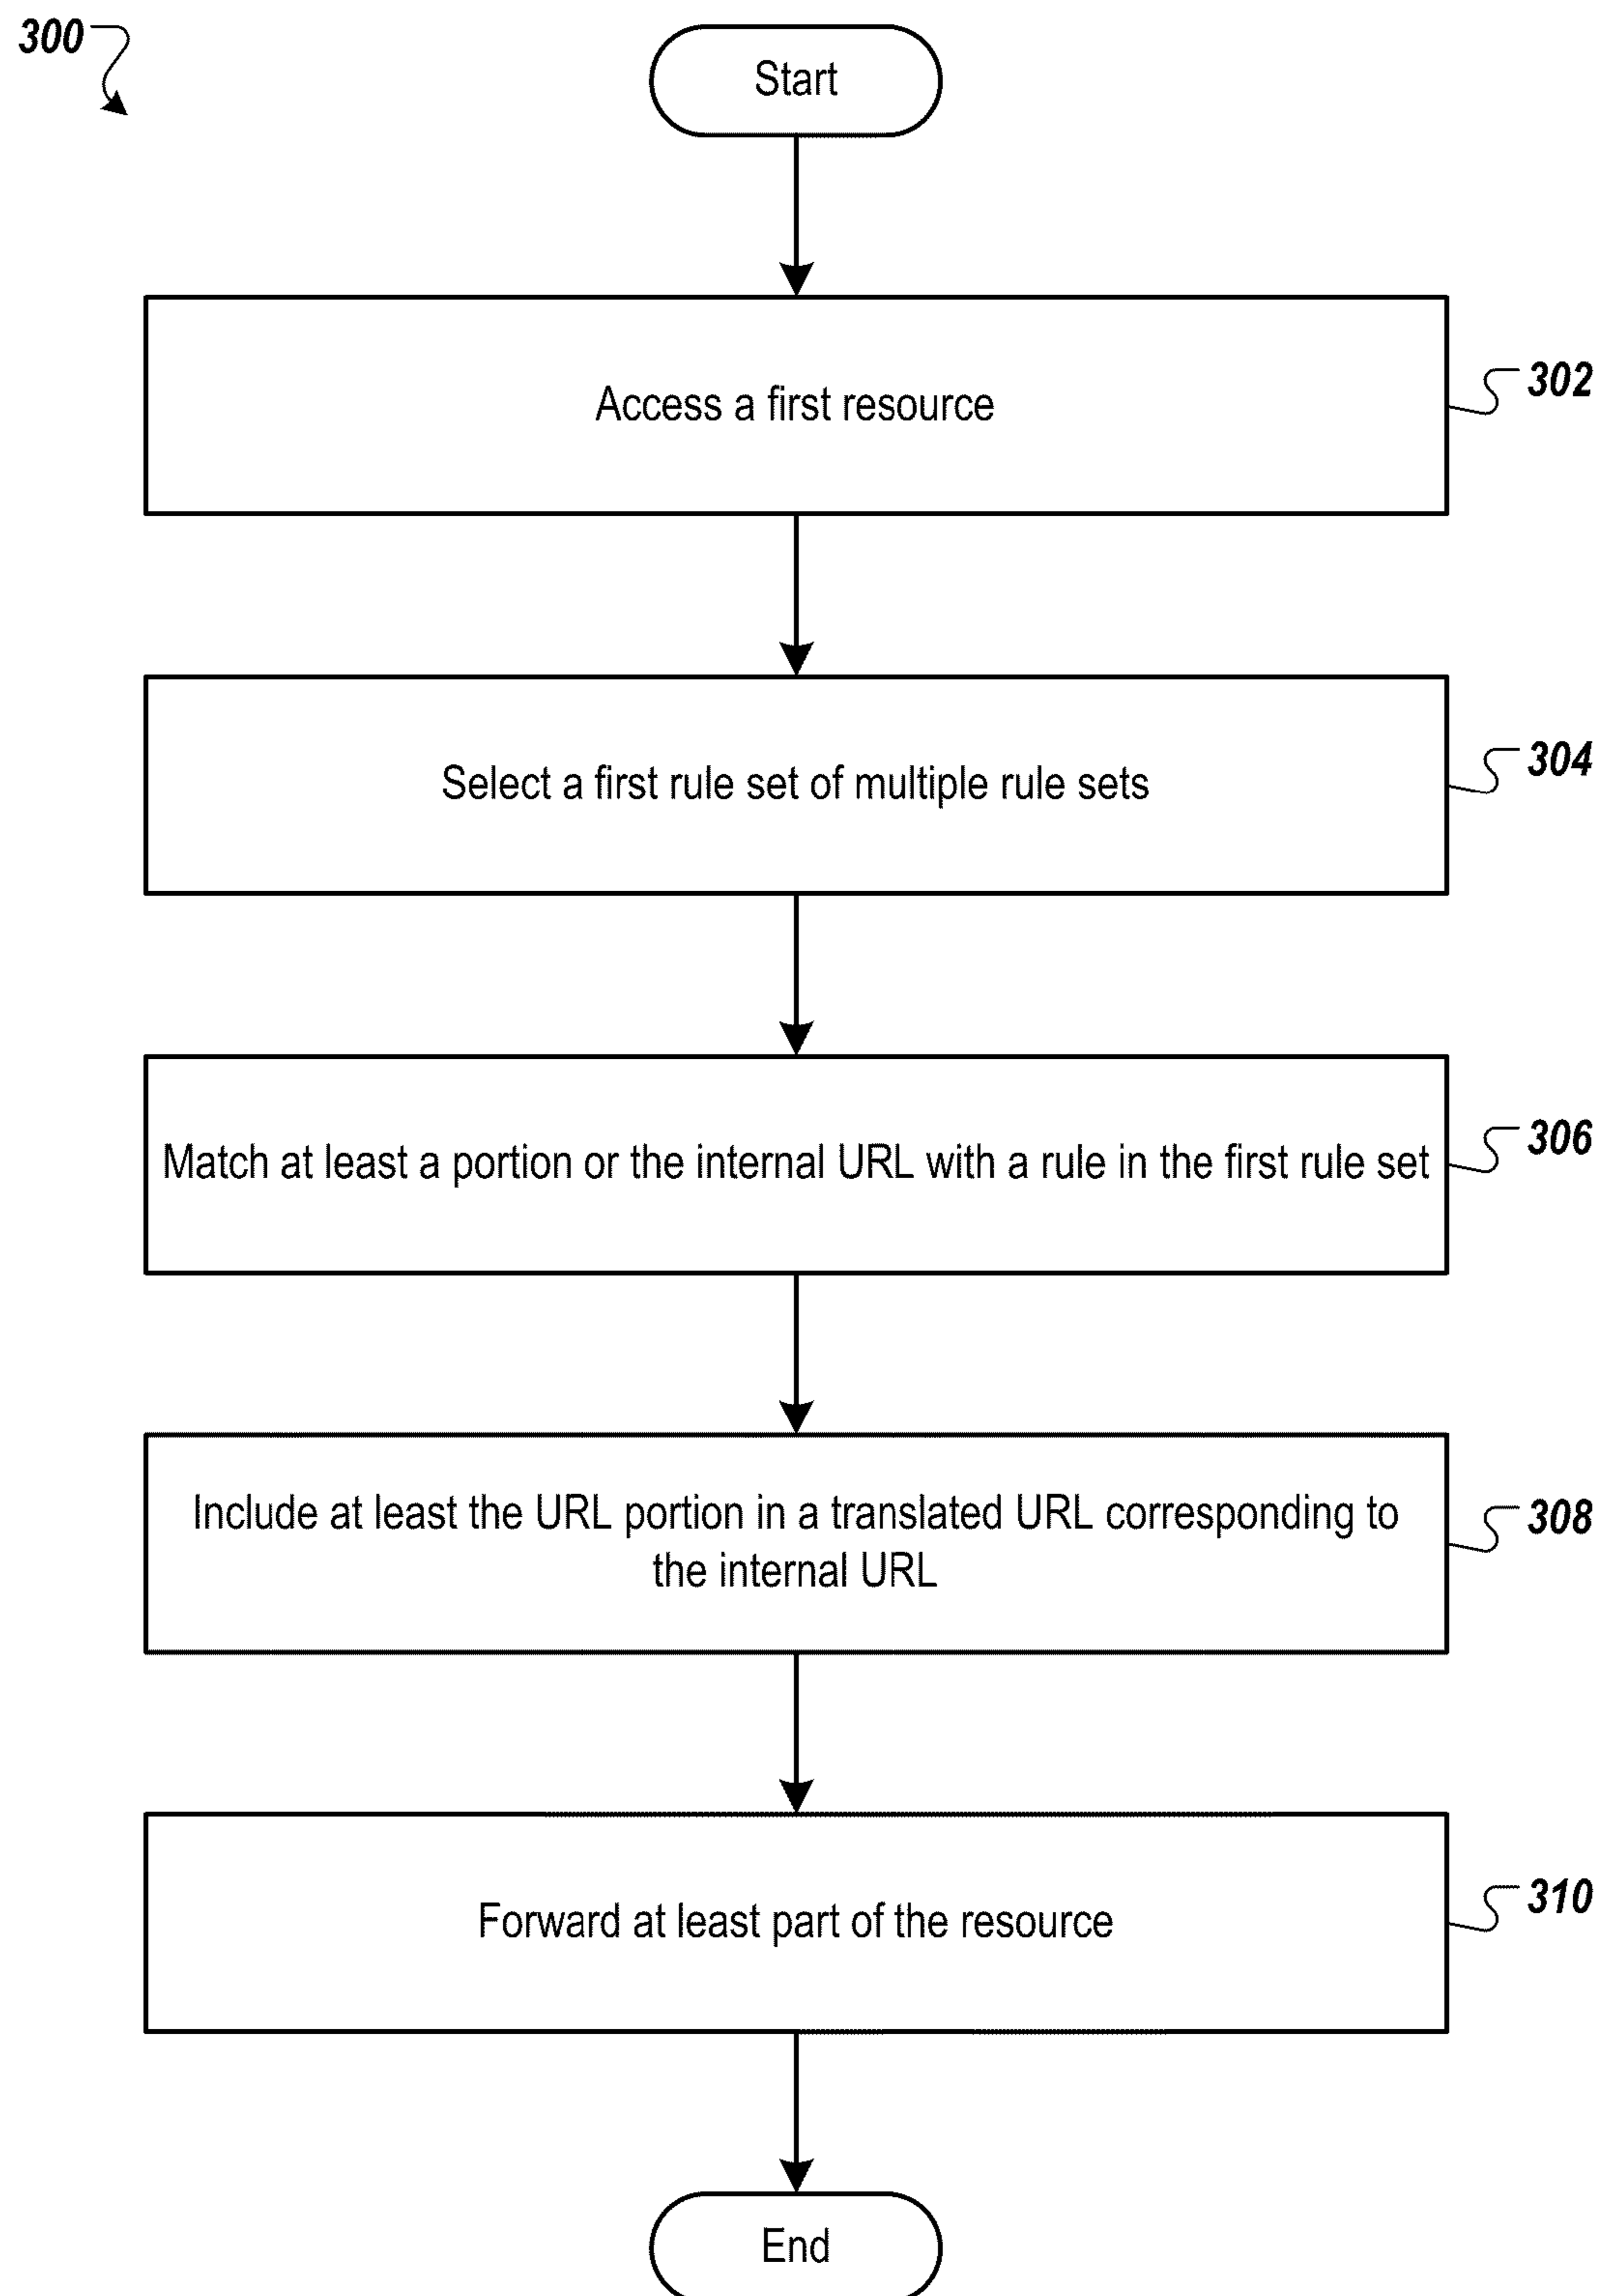 300
Start
Access a first resource
302
Select a first rule set of multiple rule sets
304
Match at least a portion or the internal URL with a rule in the first rule set
306
Include at least the URL portion in a translated URL corresponding to
the internal URL
308
Forward at least part of the resource
310
End